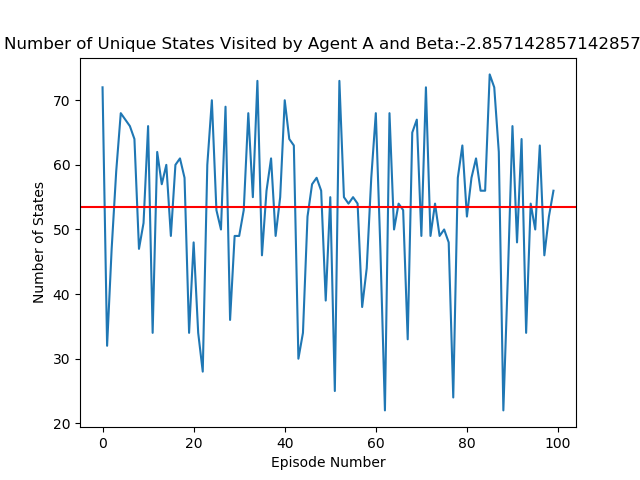 Number of Unique States Visited by Agent A and Beta:-2.857142857142857
70
60
50
40
30
20
Number of States
0 20 40 60 80 100
Episode Number